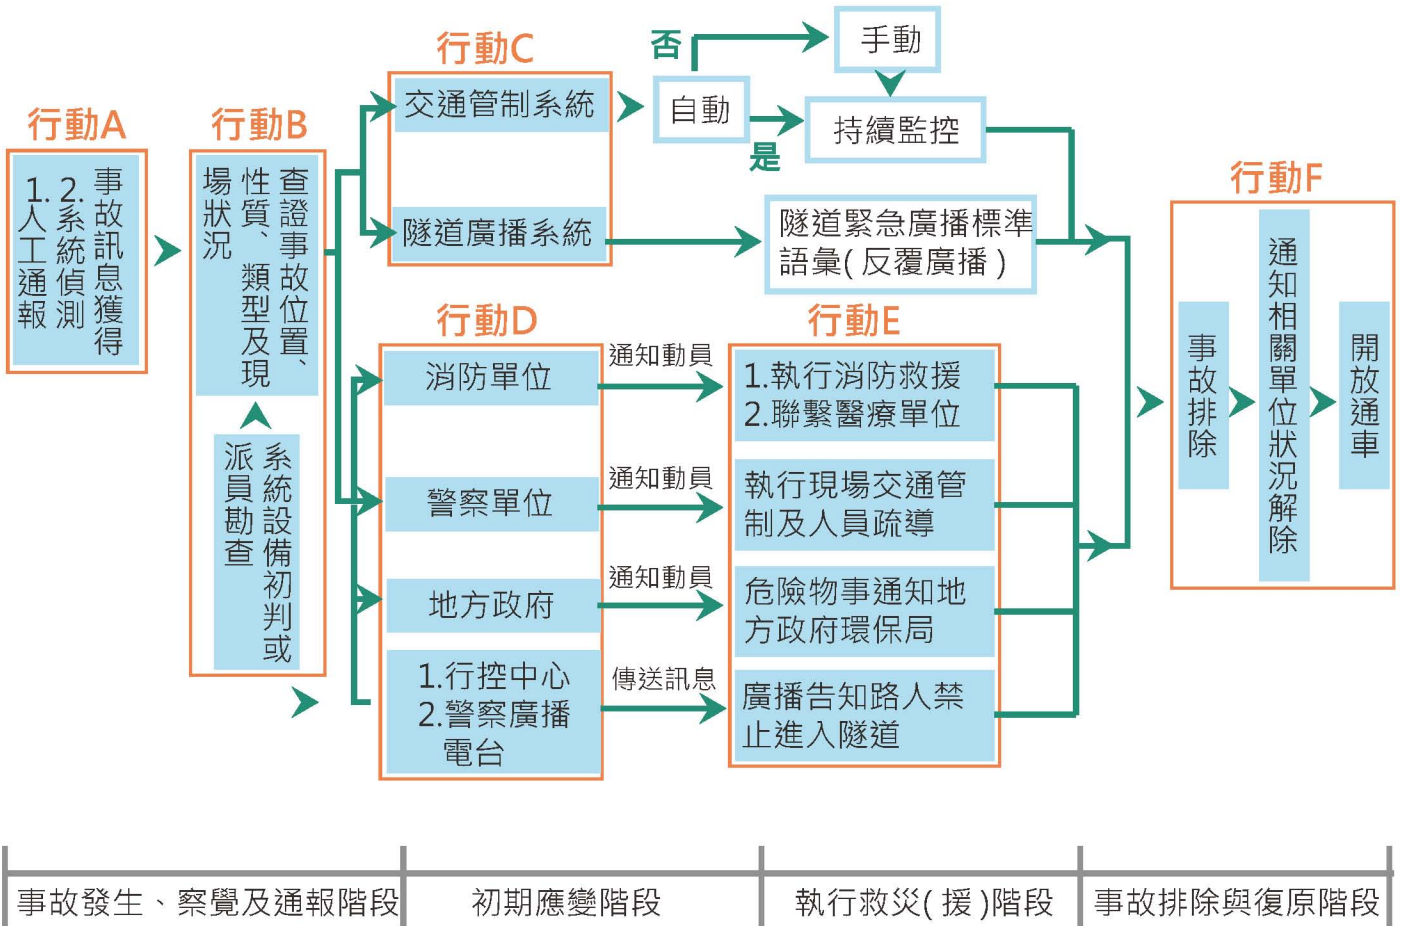 行動A
事故訊息獲得
2.系統偵測
1.人工通報
行動B
查證事故位置、
性質、類型及現
場狀況
系統設備初判或
派員勘查
行動C
交通管制系統
隧道廣播系統
自動
否
手動
是
持續監控
隧道緊急廣播標準
語彙(反覆廣播)
行動D
消防單位
警察單位
地方政府
1.行控中心
2.警察廣播
電台
通知動員
通知動員
通知動員
傳送訊息
行動E
1.執行消防救援
2.聯繫醫療單位
執行現場交通管
制及人員疏導
危險物事通知地
方政府環保局
廣播告知路人禁
止進入隧道
行動F
事故排除
通知相關單位狀況解除
開放通車
事故發生、察覺及通報階段
初期應變階段
執行救災(援)階段
事故排除與復原階段